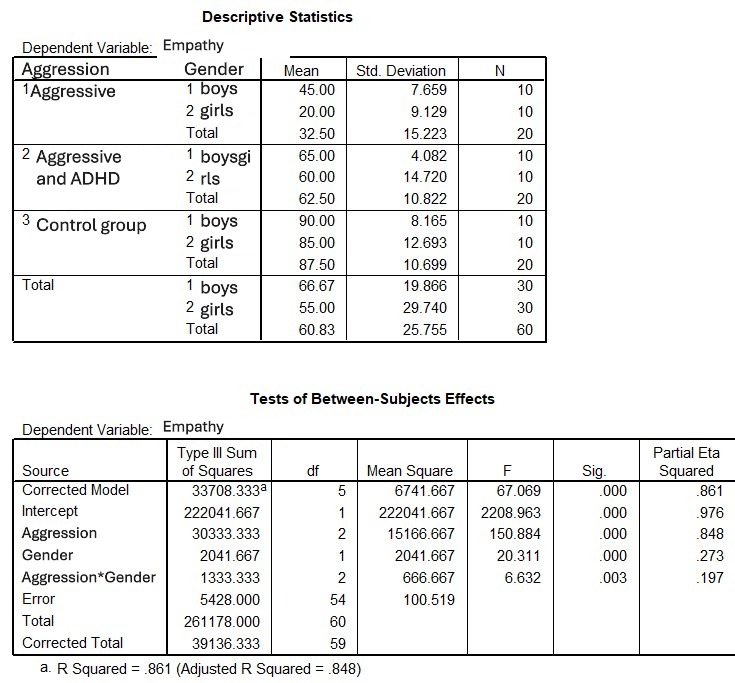 Descriptive Statistics
Dependent Variable: Empathy
Aggression Gender Mean Std. Deviation N
1 Aggressive 1 boys 45.00 7.659 10
2 girls 20.00 9.129 10
Total 32.50 15.223 20
2 Aggressive 1 boysgi 65.00 4.082 10
and ADHD 2 rls 60.00 14.720 10
Total 62.50 10.822 20
3 Control group 1 boys 90.00 8.165 10
2 girls 85.00 12.693 10
Total 87.50 10.699 20
Total 1 boys 66.67 19.866 30
2 girls 55.00 29.740 30
Total 60.83 25.755 60
Tests of Between-Subjects Effects
Dependent Variable: Empathy
Type III Sum Partial Eta
Source of Squares df Mean Square F Sig. Squared
Corrected Model 33708.333a 5 6741.667 67.069 .000 .861
Intercept 222041.667 1 222041.667 2208.963 .000 .976
Aggression 30333.333 2 15166.667 150.884 .000 .848
Gender 2041.667 1 2041.667 20.311 .000 .273
Aggression*Gender 1333.333 2 666.667 6.632 .003 .197
Error 5428.000 54 100.519
Total 261178.000 60
Corrected Total 39136.333 59
a. R Squared = .861 (Adjusted R Squared = .848)